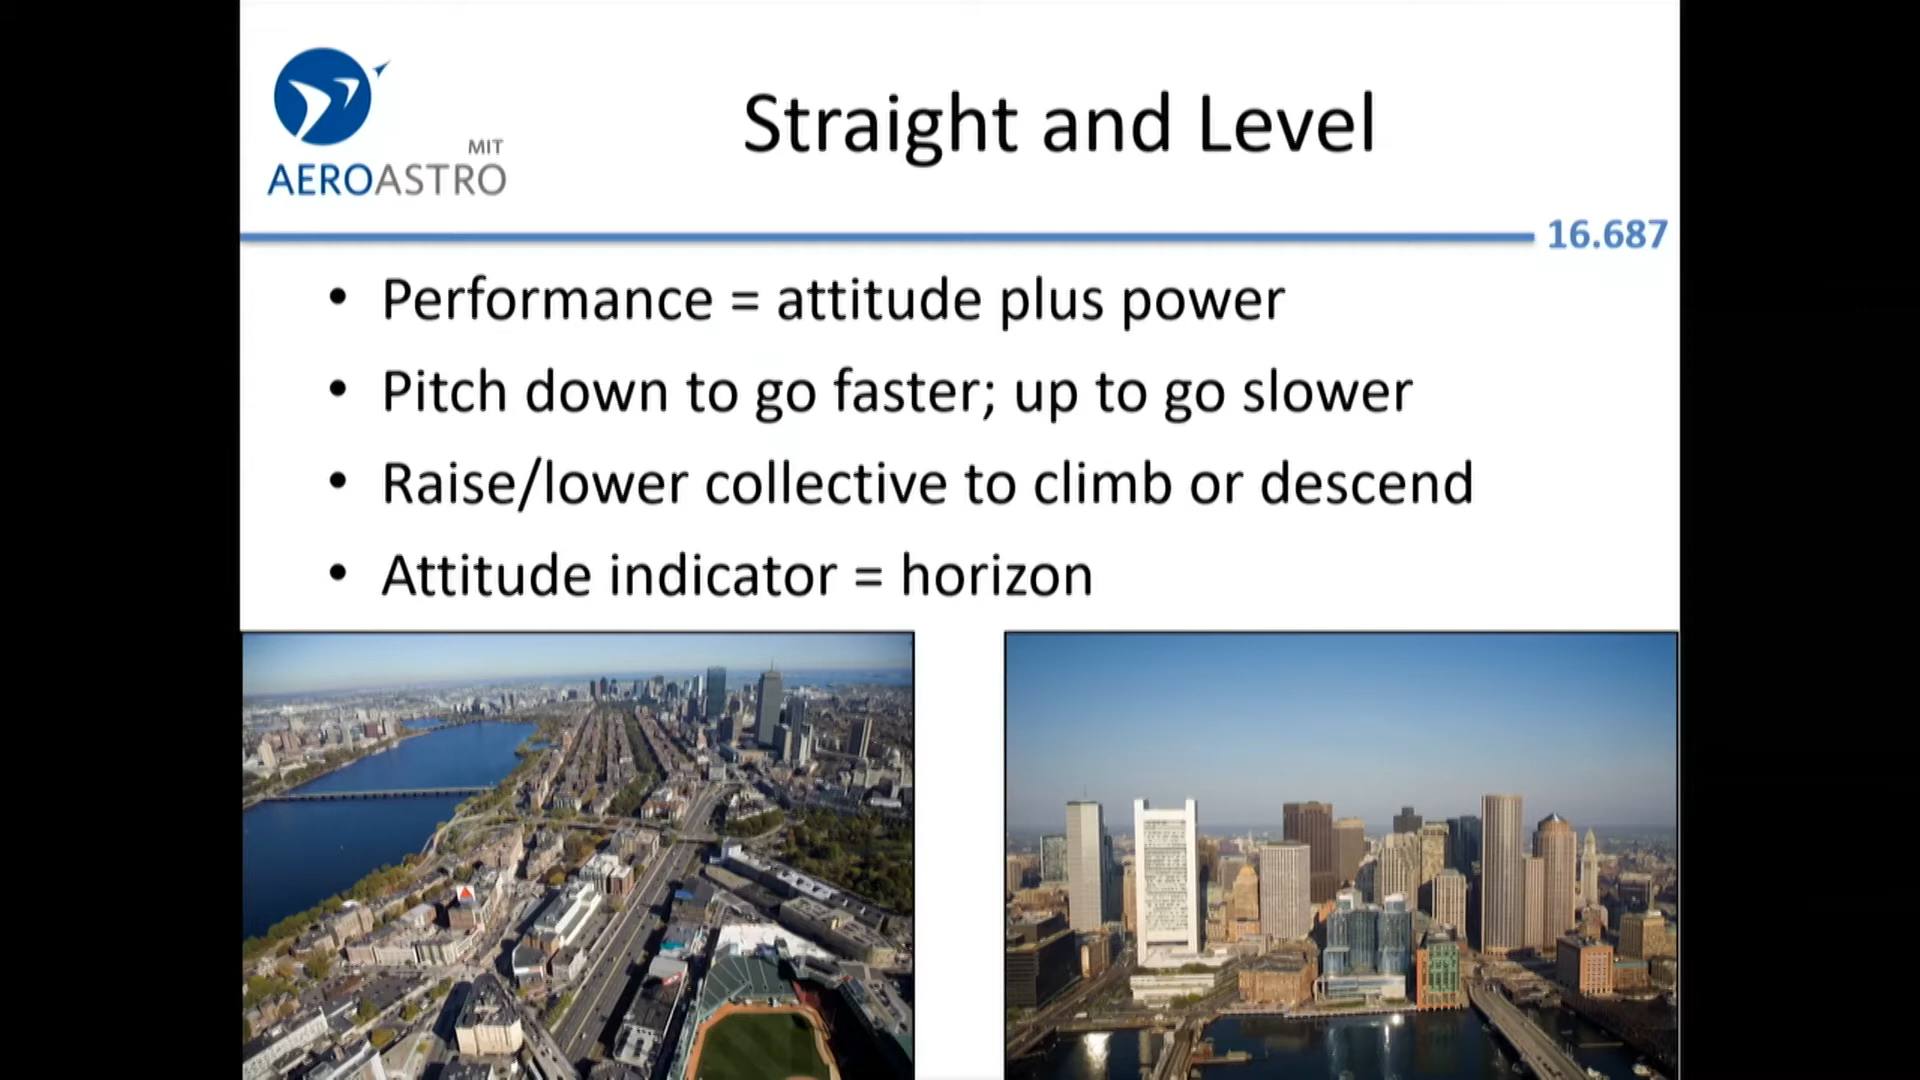 MIT
AEROASTRO
Straight and Level
16.687
• Performance = attitude plus power
• Pitch down to go faster; up to go slower
• Raise/lower collective to climb or descend
• Attitude indicator = horizon